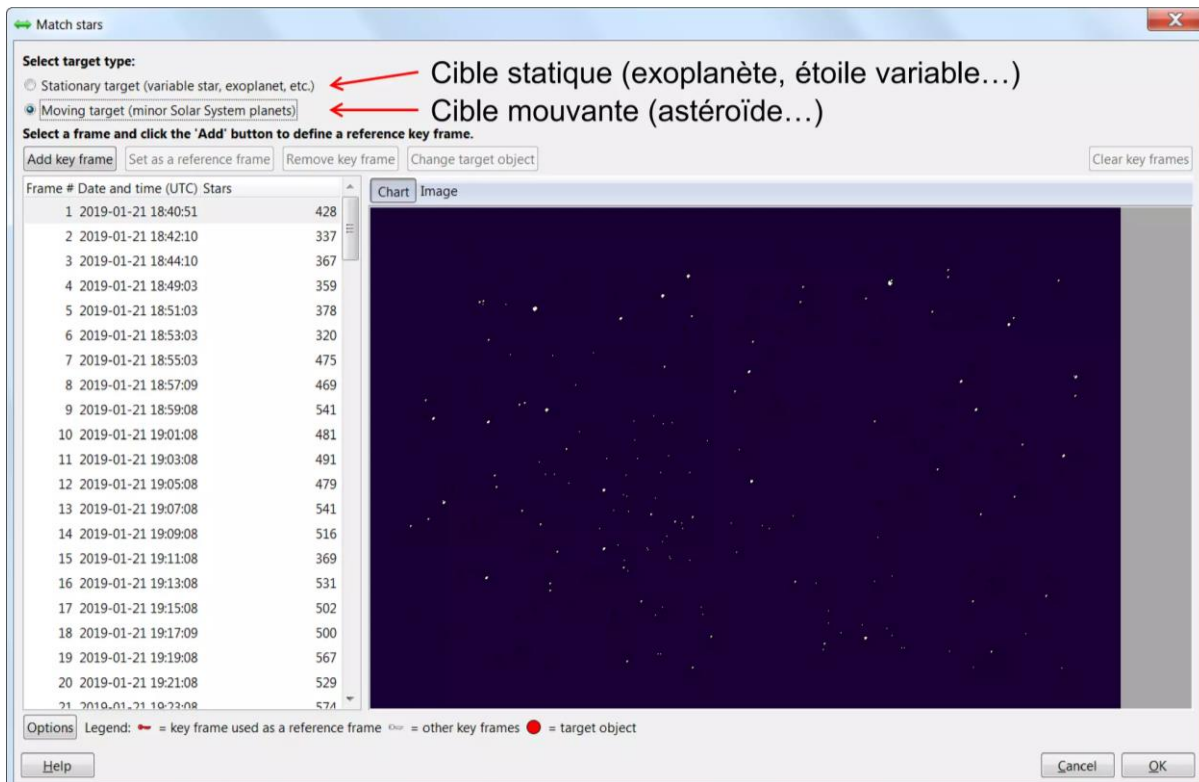 Match stars
Select target type:
Stationary target (variable star, exoplanet, etc.)
Cible statique (exoplanète, étoile variable…)
Moving target (minor Solar System planets)
Cible mouvante (astéroïde…)
Select a frame and click the 'Add' button to define a reference key frame.
Add key frame Set as a reference frame Remove key frame Change target object Clear key frames
Frame # Date and time (UTC) Stars
Chart Image
1 2019-01-21 18:40:51 428
2 2019-01-21 18:42:10 337
3 2019-01-21 18:44:10 367
4 2019-01-21 18:49:03 359
5 2019-01-21 18:51:03 378
6 2019-01-21 18:53:03 320
7 2019-01-21 18:55:03 475
8 2019-01-21 18:57:09 469
9 2019-01-21 18:59:08 541
10 2019-01-21 19:01:08 481
11 2019-01-21 19:03:08 491
12 2019-01-21 19:05:08 479
13 2019-01-21 19:07:08 541
14 2019-01-21 19:09:08 516
15 2019-01-21 19:11:08 369
16 2019-01-21 19:13:08 531
17 2019-01-21 19:15:08 502
18 2019-01-21 19:17:09 500
19 2019-01-21 19:19:08 567
20 2019-01-21 19:21:08 529
21 2019-01-21 19:23:08 574
Options Legend: = key frame used as a reference frame = other key frames = target object
Help Cancel OK